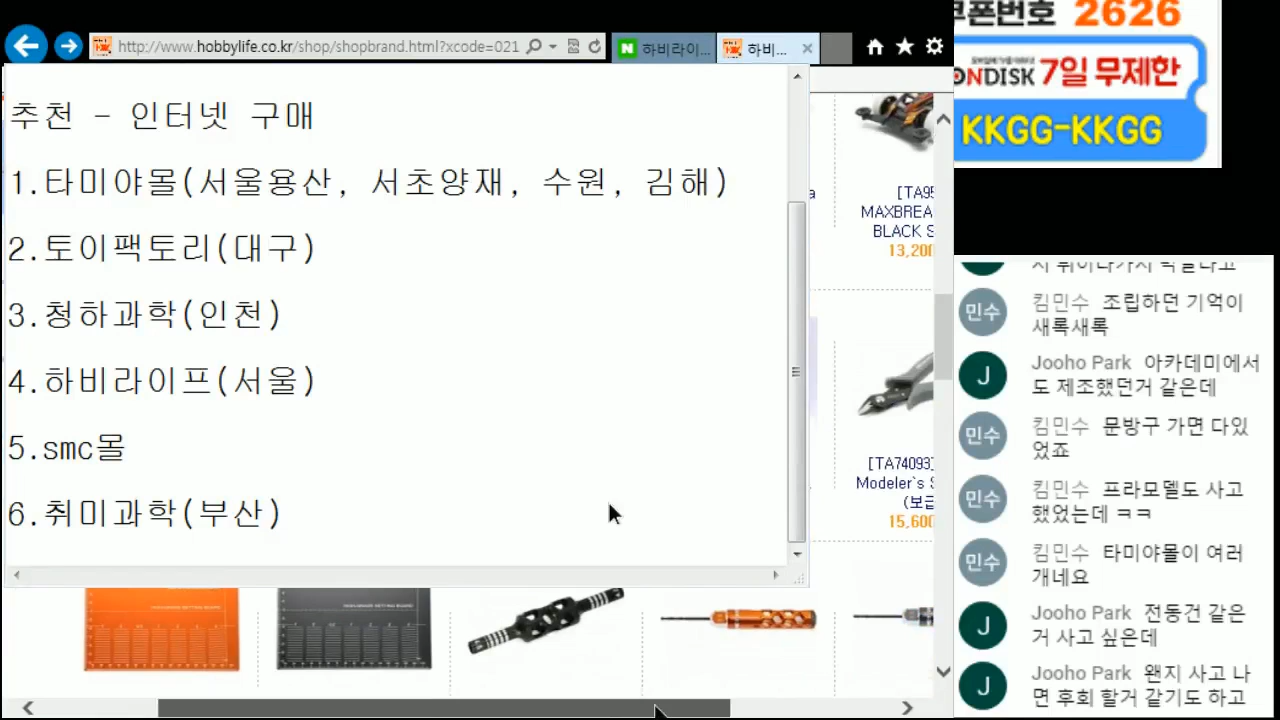 http://www.hobbylife.co.kr/shop/shopbrand.html?xcode=021
하비라이...
하비...
추천 - 인터넷 구매
1.타미야몰(서울용산, 서초양재, 수원, 김해)
2.토이팩토리(대구)
3.청하과학(인천)
4.하비라이프(서울)
5.smc몰
6.취미과학(부산)
[TA95
MAXBREA
BLACK S
13,200
[TA74093]
Modeler`s S
(보급
15,600
쿠폰번호 2626
ONDISK 7일 무제한
KKGG-KKGG
킴민수 조립하던 기억이
새록새록
Jooho Park 아카데미에서
도 제조했던거 같은데
킴민수 문방구 가면 다있
었죠
킴민수 프라모델도 사고
했었는데 ㅋㅋ
킴민수 타미야몰이 여러
개네요
Jooho Park 전동건 같은
거 사고 싶은데
Jooho Park 왠지 사고 나
면 후회 할거 같기도 하고
민수
J
민수
민수
민수
J
J